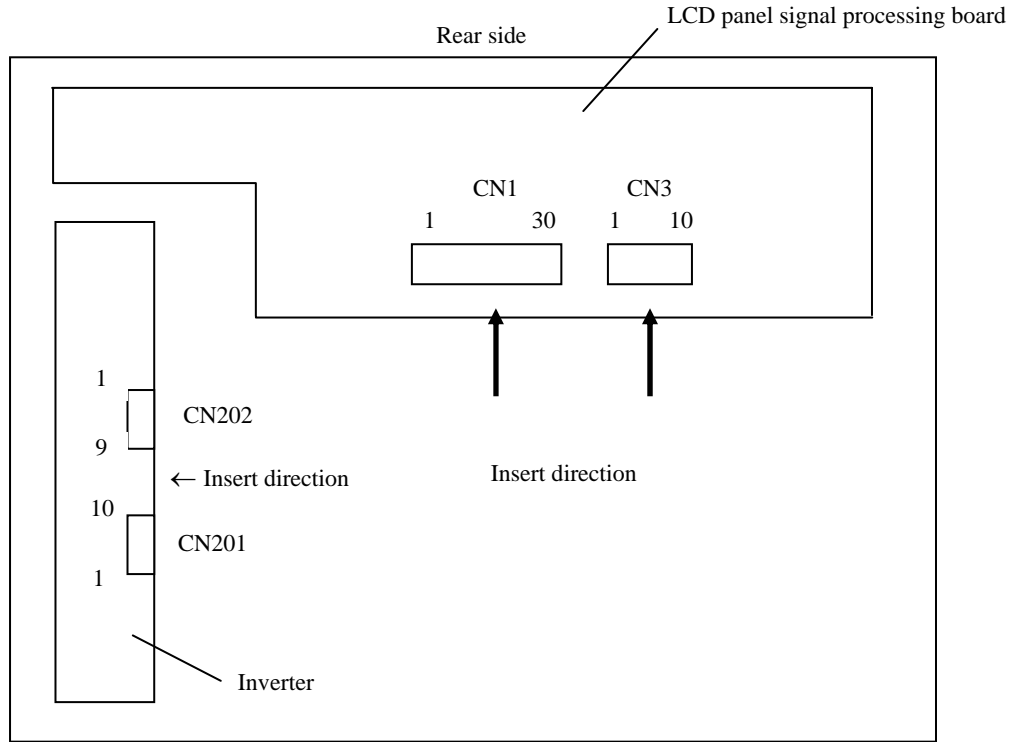 LCD panel signal processing board
Rear side
CN1 CN3
1 30 1 10
1
CN202
9
← Insert direction
Insert direction
10
CN201
1
Inverter